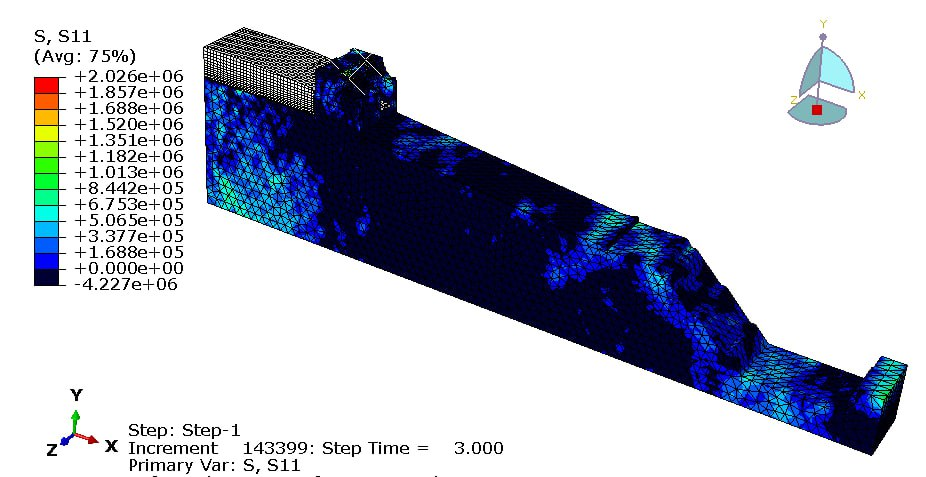 S, S11
(Avg: 75%)
+2.026e+06
+1.857e+06
+1.688e+06
+1.520e+06
+1.351e+06
+1.182e+06
+1.013e+06
+8.442e+05
+6.753e+05
+5.065e+05
+3.377e+05
+1.688e+05
+0.000e+00
-4.227e+06
Y
X
Z
Y
X
Z
Step: Step-1
Increment 143399: Step Time = 3.000
Primary Var: S, S11